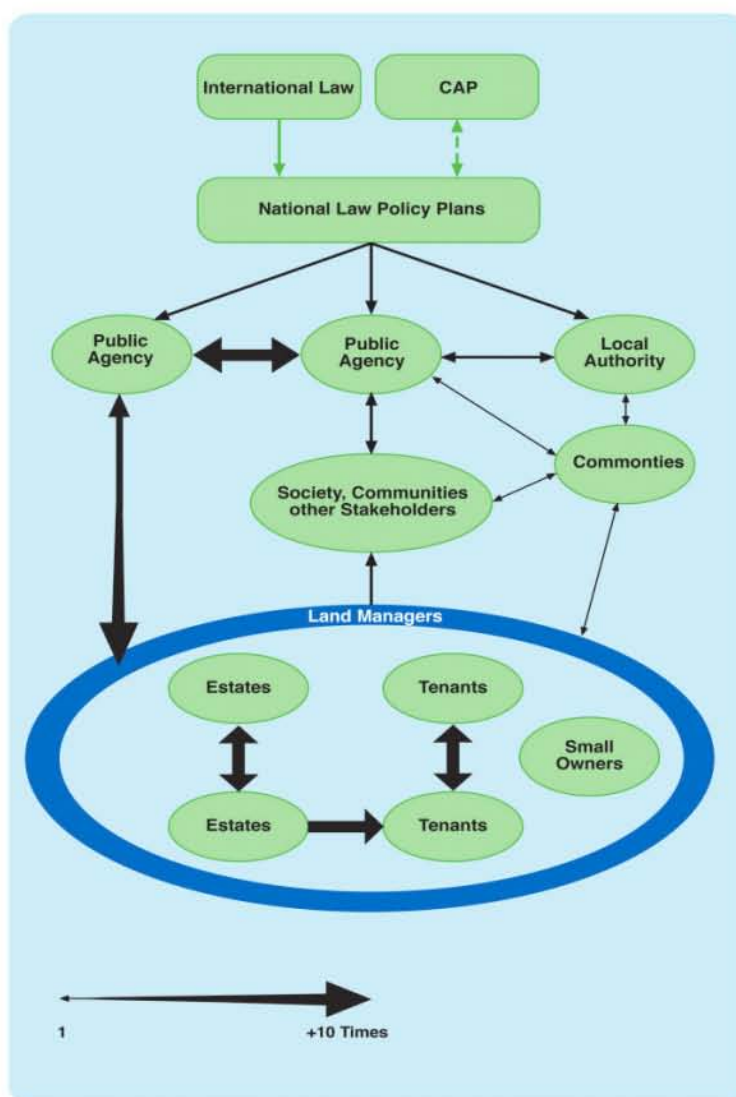 International Law
CAP
National Law Policy Plans
Public
Agency
Public
Agency
Local
Authority
Commonties
Society, Communities
other Stakeholders
Land Managers
Estates
Tenants
Small
Owners
Estates
Tenants
1
+10 Times